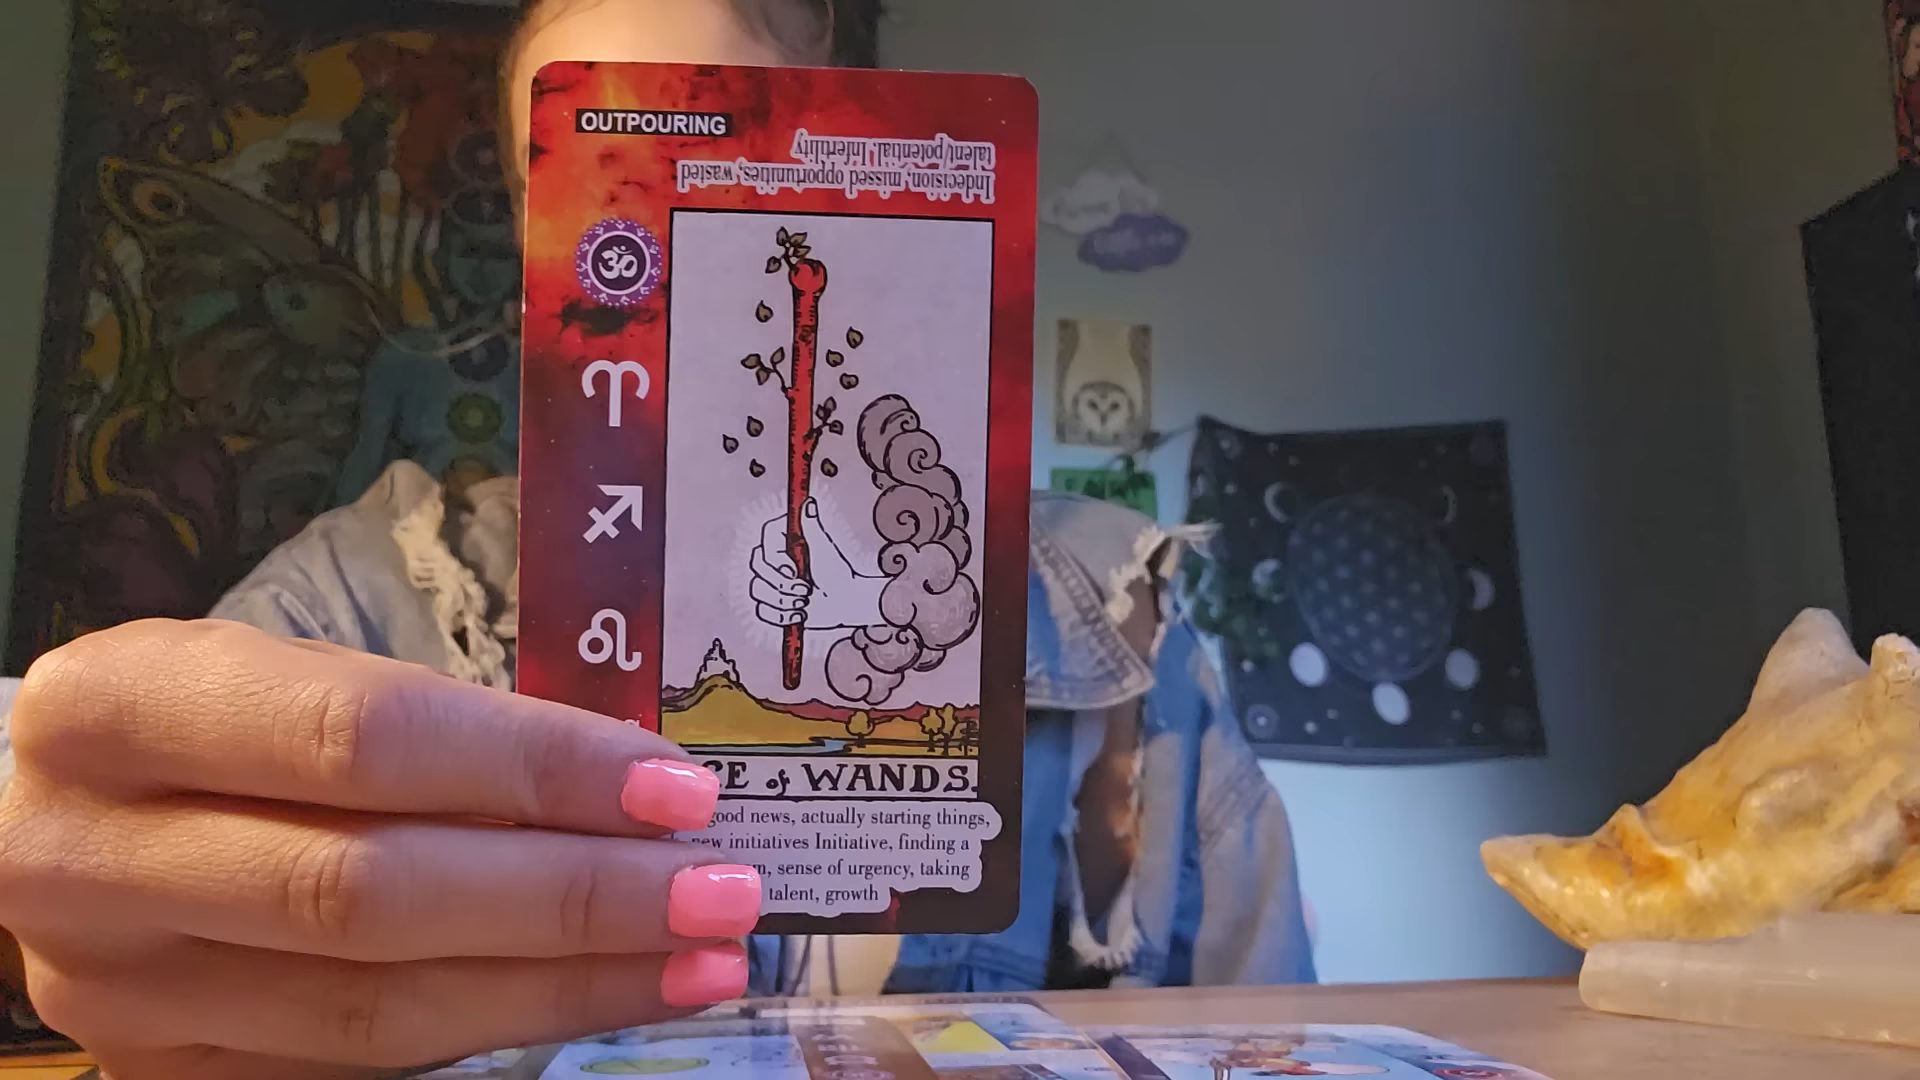 OUTPOURING
Indecision, missed opportunities, wasted
talent/potential. Infertility
ॐ
CE of WANDS.
good news, actually starting things,
new initiatives Initiative, finding a
sense of urgency, taking
talent, growth